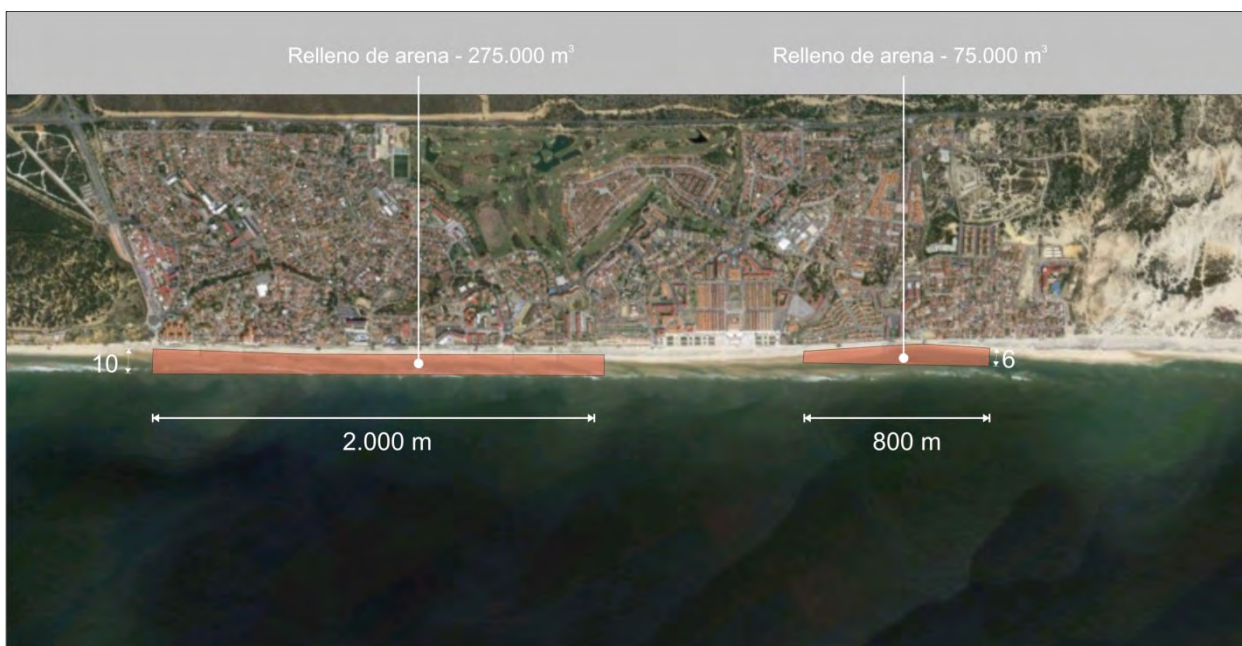 Relleno de arena - 275.000 m³
Relleno de arena - 75.000 m³
10
6
2.000 m
800 m